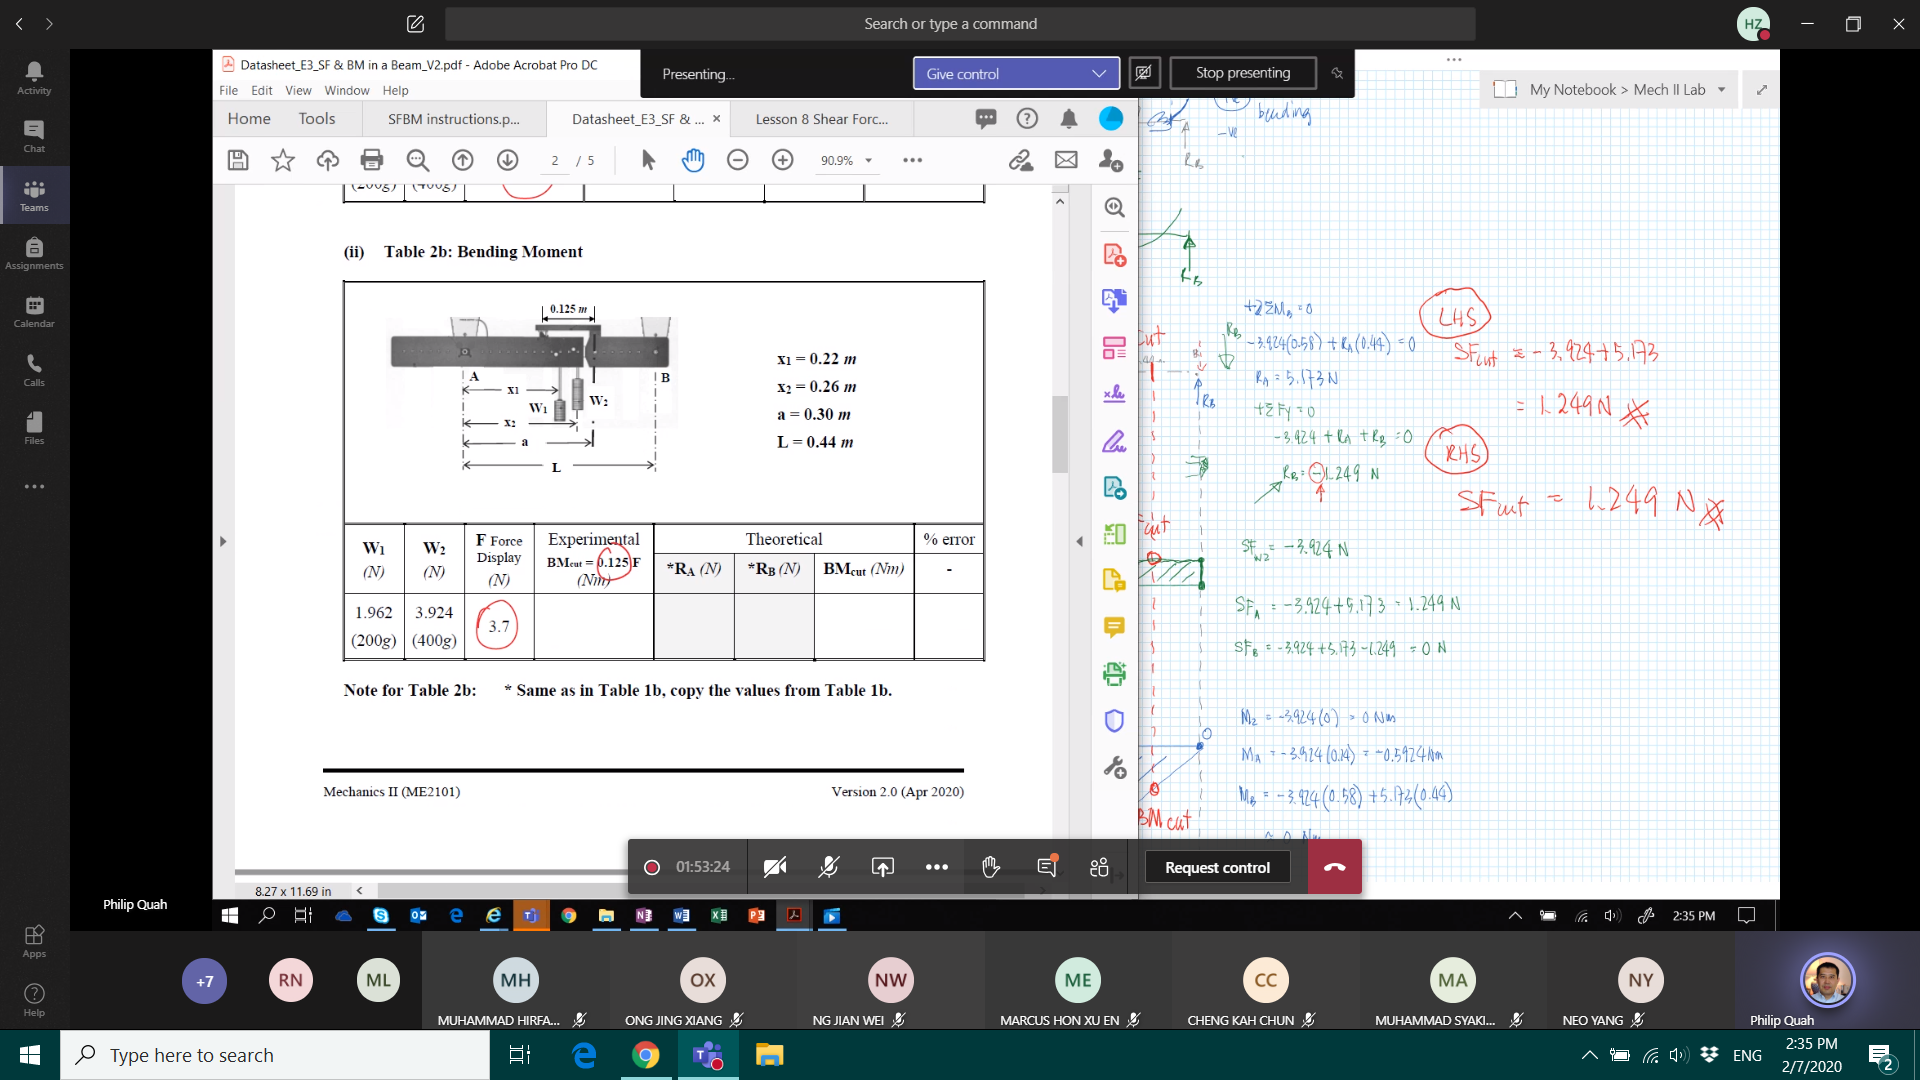 Search or type a command
HZ
Activity
Chat
Teams
Assignments
Calendar
Calls
Files
Apps
Help
Datasheet_E3_SF & BM in a Beam_V2.pdf - Adobe Acrobat Pro DC
File Edit View Window Help
Presenting...
Give control
Stop presenting
My Notebook > Mech II Lab
Home Tools
SFBM instructions.p...
Datasheet_E3_SF & ... ×
Lesson 8 Shear Forc...
2 / 5
90.9%
(200g) (400g)
(ii) Table 2b: Bending Moment
0.125 m
A
B
x1
W1
W2
x2
a
L
x1 = 0.22 m
x2 = 0.26 m
a = 0.30 m
L = 0.44 m
W1 (N)
W2 (N)
F Force Display (N)
Experimental BMcut = 0.125 F (Nm)
Theoretical
% error
*RA (N)
*RB (N)
BMcut (Nm)
-
1.962 (200g)
3.924 (400g)
3.7
Note for Table 2b: * Same as in Table 1b, copy the values from Table 1b.
Mechanics II (ME2101)
Version 2.0 (Apr 2020)
8.27 x 11.69 in
bending
-ve
A
RB
RB
cut
RB
RB
cut
BM cut
O
+2 ΣMB = 0
-3.924(0.58) + RA(0.44) = 0
RA = 5.173 N
+ΣFy = 0
-3.924 + RA + RB = 0
RB = -1.249 N
SFW2 = -3.924 N
SFA = -3.924+5.173 = 1.249 N
SFB = -3.924+5.173-1.249 = 0 N
M2 = -3.924(0) = 0 Nm
MA = -3.924(0.14) = -0.5924Nm
MB = -3.924(0.58) +5.173(0.44)
≈ 0 Nm
LHS
SFcut = -3.924+5.173
= 1.249 N
RHS
SFcut = 1.249 N
01:53:24
Request control
Philip Quah
2:35 PM
+7
RN
ML
MH
OX
NW
ME
CC
MA
NY
MUHAMMAD HIRFA...
ONG JING XIANG
NG JIAN WEI
MARCUS HON XU EN
CHENG KAH CHUN
MUHAMMAD SYAKI...
NEO YANG
Philip Quah
Type here to search
ENG
2:35 PM
2/7/2020
2